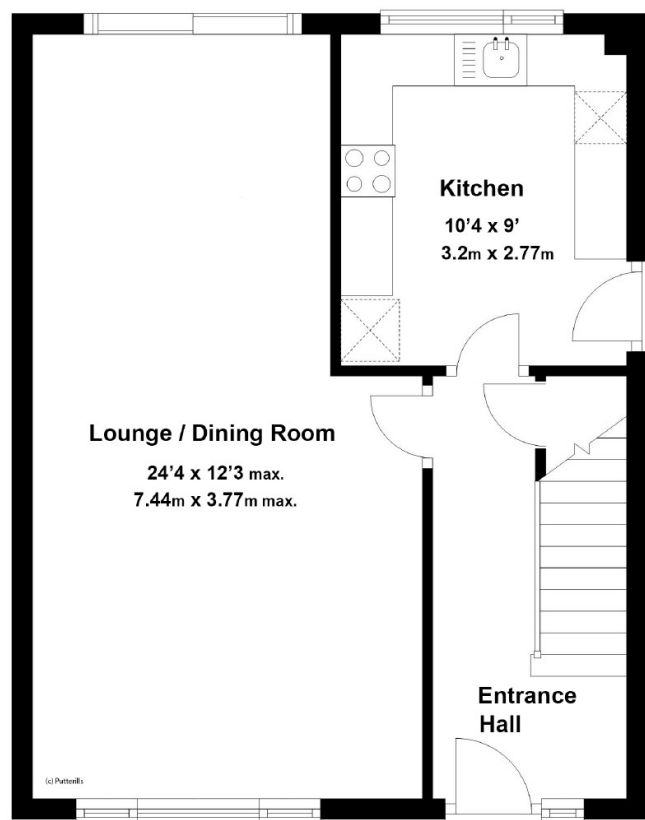 Kitchen
10'4 x 9'
3.2m x 2.77m
Lounge / Dining Room
24'4 x 12'3 max.
7.44m x 3.77m max.
Entrance
Hall
(c) Putterills